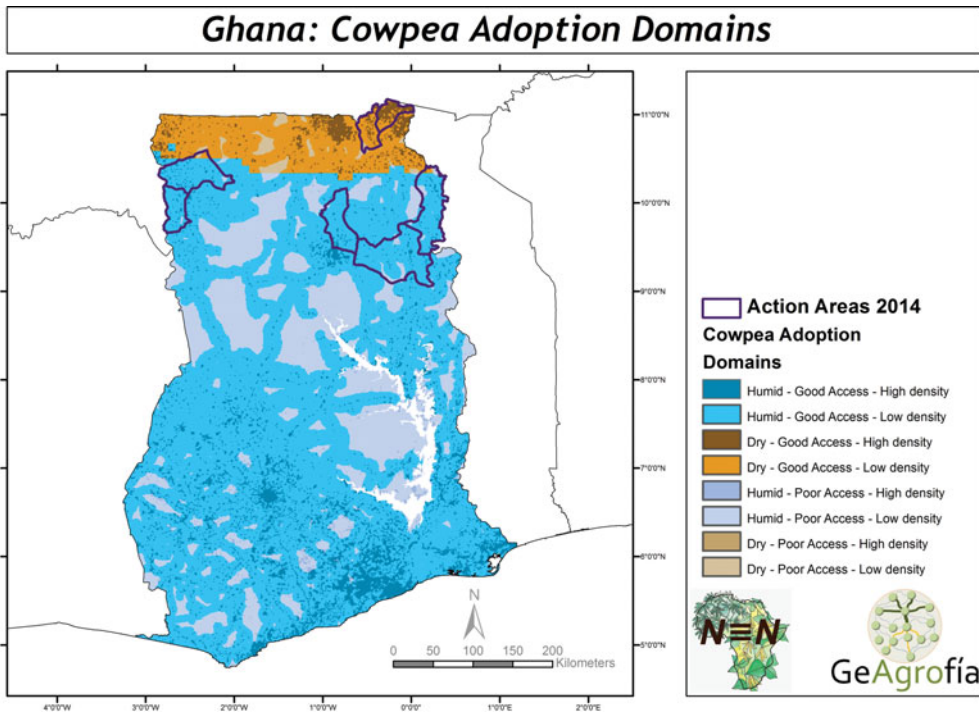 Ghana: Cowpea Adoption Domains
11°0'0"N
10°0'0"N
9°0'0"N
8°0'0"N
7°0'0"N
6°0'0"N
5°0'0"N
N
0 50 100 150 200
Kilometers
4°0'0"W 3°0'0"W 2°0'0"W 1°0'0"W 0°0'0" 1°0'0"E 2°0'0"E
Action Areas 2014
Cowpea Adoption
Domains
Humid - Good Access - High density
Humid - Good Access - Low density
Dry - Good Access - High density
Dry - Good Access - Low density
Humid - Poor Access - High density
Humid - Poor Access - Low density
Dry - Poor Access - High density
Dry - Poor Access - Low density
N≡N
GeAgrofía